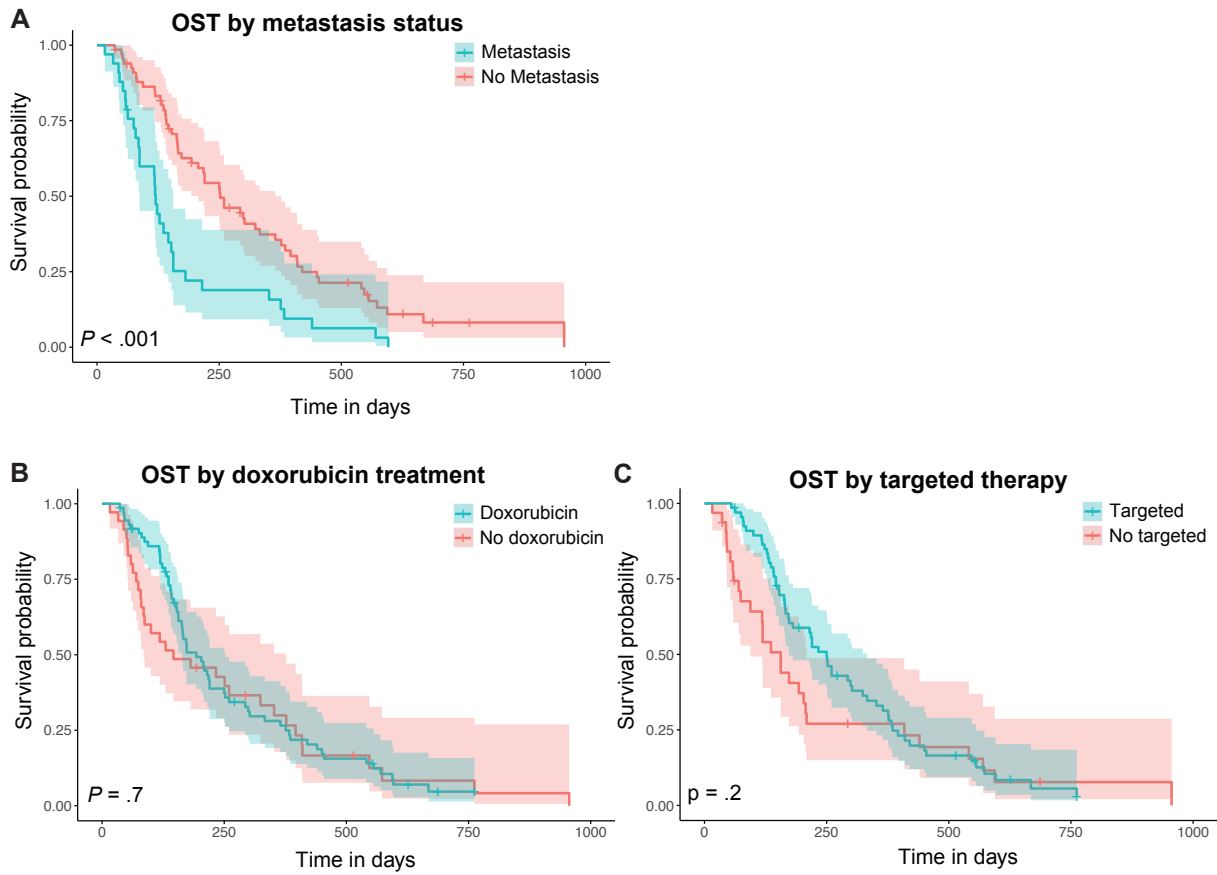 A
OST by metastasis status
Metastasis
No Metastasis
Survival probability
1.00
0.75
0.50
0.25
0.00
P < .001
0 250 500 750 1000
Time in days
B
OST by doxorubicin treatment
Doxorubicin
No doxorubicin
Survival probability
1.00
0.75
0.50
0.25
0.00
P = .7
0 250 500 750 1000
Time in days
C
OST by targeted therapy
Targeted
No targeted
Survival probability
1.00
0.75
0.50
0.25
0.00
p = .2
0 250 500 750 1000
Time in days